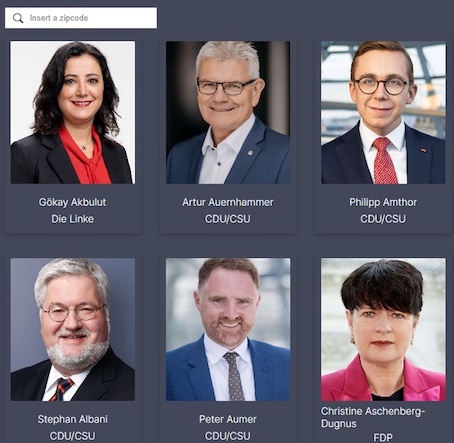 Insert a zipcode
Gökay Akbulut
Die Linke
Artur Auernhammer
CDU/CSU
Philipp Amthor
CDU/CSU
Stephan Albani
CDU/CSU
Peter Aumer
CDU/CSU
Christine Aschenberg-
Dugnus
FDP